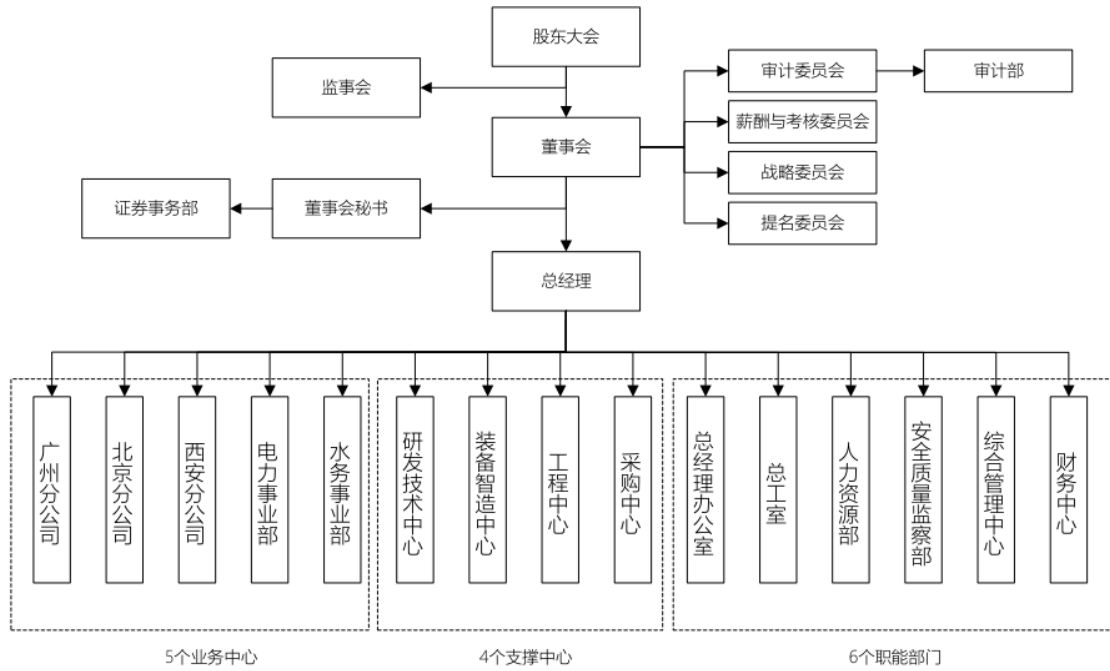 股东大会
监事会
审计委员会
审计部
薪酬与考核委员会
董事会
战略委员会
证券事务部
董事会秘书
提名委员会
总经理
广州分公司
北京分公司
西安分公司
电力事业部
水务事业部
研发技术中心
装备智造中心
工程中心
采购中心
总经理办公室
总工室
人力资源部
安全质量监察部
综合管理中心
财务中心
5个业务中心
4个支撑中心
6个职能部门